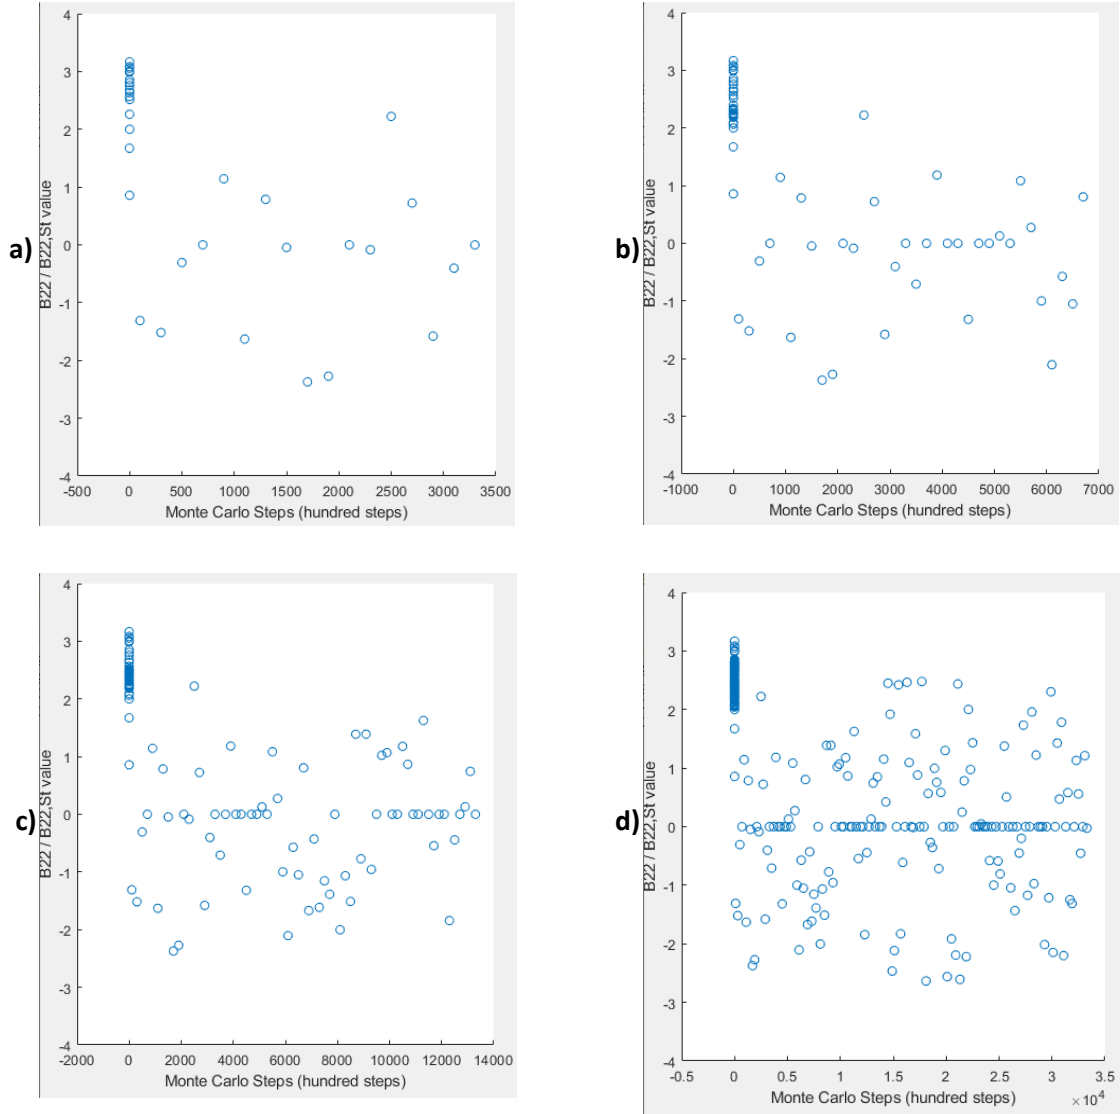 a)
B22 / B22,St value
4
3
2
1
0
-1
-2
-3
-4
-500 0 500 1000 1500 2000 2500 3000 3500
Monte Carlo Steps (hundred steps)
b)
B22 / B22,St value
4
3
2
1
0
-1
-2
-3
-4
-1000 0 1000 2000 3000 4000 5000 6000 7000
Monte Carlo Steps (hundred steps)
c)
B22 / B22,St value
4
3
2
1
0
-1
-2
-3
-4
-2000 0 2000 4000 6000 8000 10000 12000 14000
Monte Carlo Steps (hundred steps)
d)
B22 / B22,St value
4
3
2
1
0
-1
-2
-3
-4
-0.5 0 0.5 1 1.5 2 2.5 3 3.5
Monte Carlo Steps (hundred steps) ×10⁴